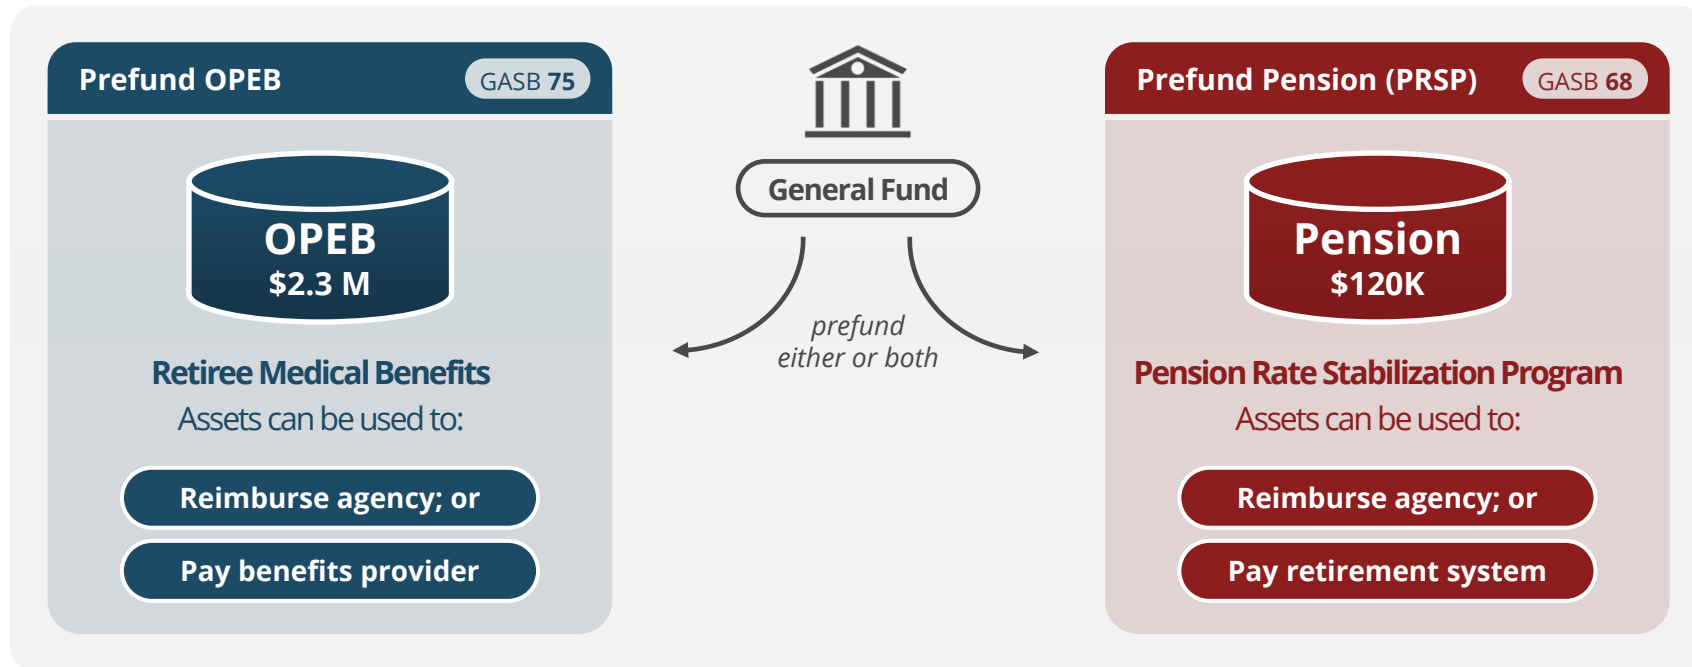 Prefund OPEB
GASB 75
OPEB
$2.3 M
Retiree Medical Benefits
Assets can be used to:
Reimburse agency; or
Pay benefits provider
General Fund
prefund
either or both
Prefund Pension (PRSP)
GASB 68
Pension
$120K
Pension Rate Stabilization Program
Assets can be used to:
Reimburse agency; or
Pay retirement system